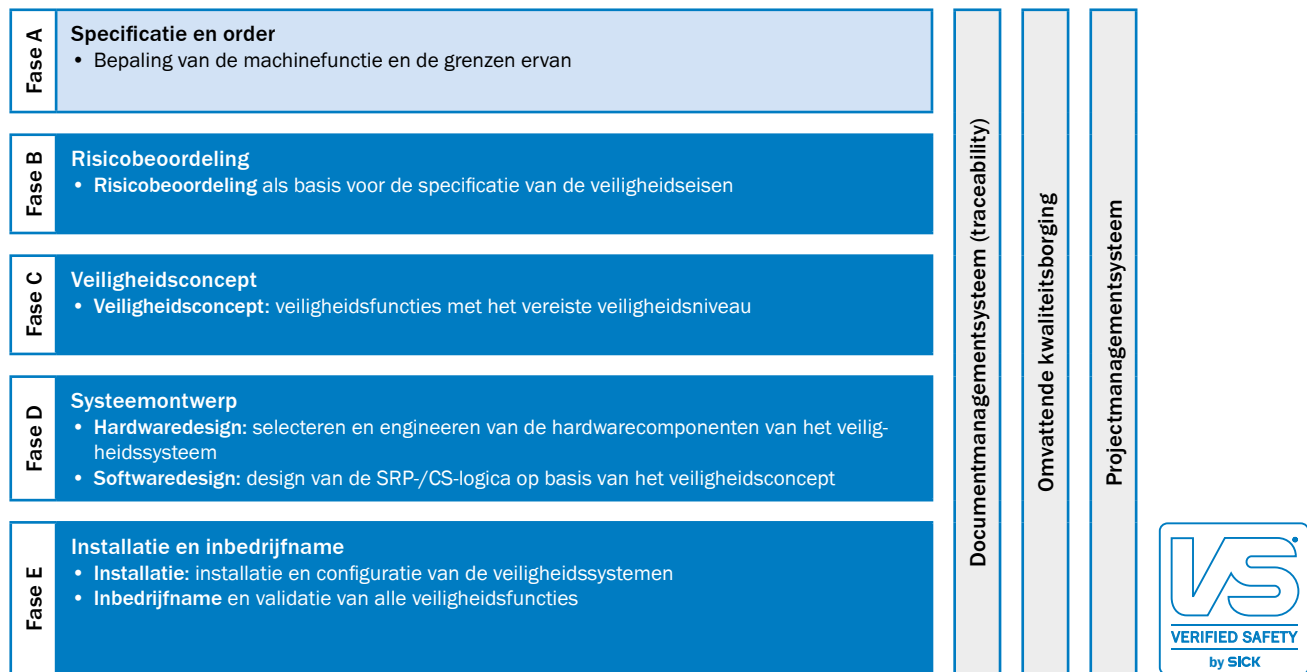 Fase A
Specificatie en order
• Bepaling van de machinefunctie en de grenzen ervan
Fase B
Risicobeoordeling
• Risicobeoordeling als basis voor de specificatie van de veiligheidseisen
Fase C
Veiligheidsconcept
• Veiligheidsconcept: veiligheidsfuncties met het vereiste veiligheidsniveau
Fase D
Systeemontwerp
• Hardwaredesign: selecteren en engineeren van de hardwarecomponenten van het veilig-
heidssysteem
• Softwaredesign: design van de SRP-/CS-logica op basis van het veiligheidsconcept
Fase E
Installatie en inbedrijfname
• Installatie: installatie en configuratie van de veiligheidssystemen
• Inbedrijfname en validatie van alle veiligheidsfuncties
Documentmanagementsysteem (traceability)
Omvattende kwaliteitsborging
Projectmanagementsysteem
VS
VERIFIED SAFETY
by SICK